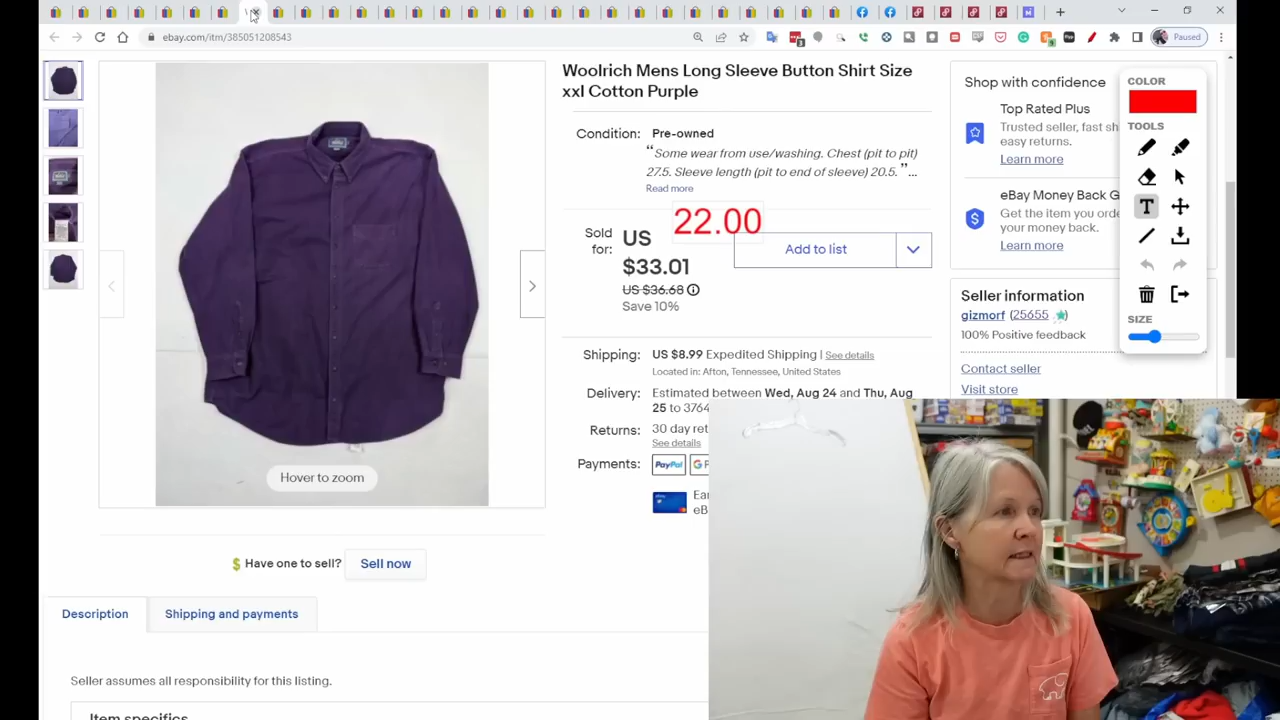 ebay.com/itm/385051208543
Paused
Woolrich Mens Long Sleeve Button Shirt Size
xxl Cotton Purple
Condition:
Pre-owned
“Some wear from use/washing. Chest (pit to pit)
27.5. Sleeve length (pit to end of sleeve) 20.5. ”...
Read more
22.00
Sold
for:
US
$33.01
US $36.68
Save 10%
Add to list
Shipping:
US $8.99 Expedited Shipping | See details
Located in: Afton, Tennessee, United States
Delivery:
Estimated between Wed, Aug 24 and Thu, Aug
25 to 3764
Returns:
30 day ret
See details
Payments:
PayPal
G P
Ear
eB
Hover to zoom
Have one to sell?
Sell now
Description
Shipping and payments
Seller assumes all responsibility for this listing.
Item specifics
Shop with confidence
Top Rated Plus
Trusted seller, fast sh
easy returns.
Learn more
eBay Money Back G
Get the item you orde
your money back.
Learn more
Seller information
gizmorf (25655 )
100% Positive feedback
Contact seller
Visit store
COLOR
TOOLS
T
SIZE